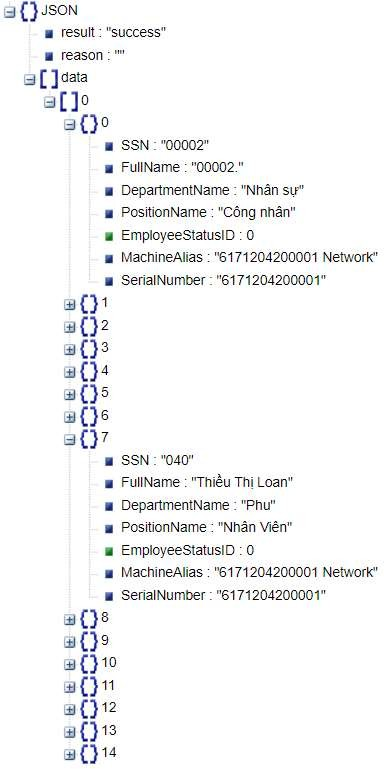 JSON
result : "success"
reason : ""
data
0
0
SSN : "00002"
FullName : "00002."
DepartmentName : "Nhân sự"
PositionName : "Công nhân"
EmployeeStatusID : 0
MachineAlias : "6171204200001 Network"
SerialNumber : "6171204200001"
1
2
3
4
5
6
7
SSN : "040"
FullName : "Thiều Thị Loan"
DepartmentName : "Phu"
PositionName : "Nhân Viên"
EmployeeStatusID : 0
MachineAlias : "6171204200001 Network"
SerialNumber : "6171204200001"
8
9
10
11
12
13
14